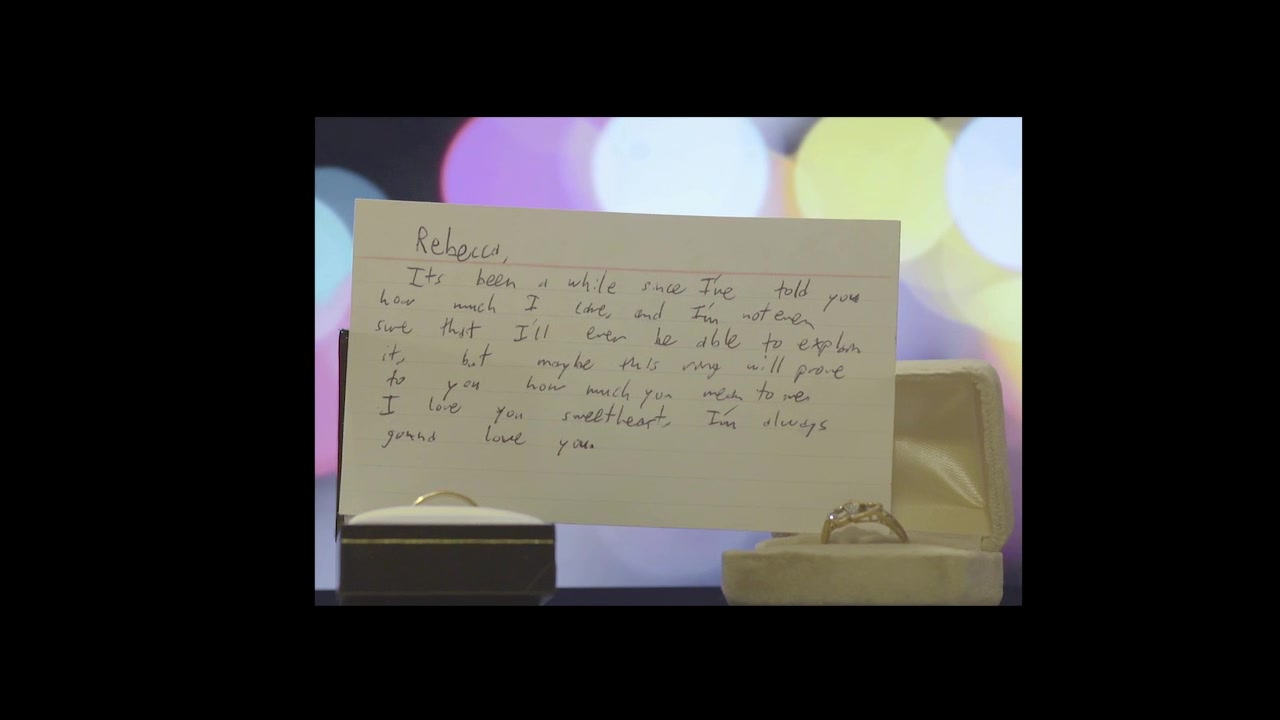 Rebecca,
Its been a while since I've told you
how much I care, and I'm not even
sure that I'll ever be able to explain
it, but maybe this ring will prove
to you how much you mean to me.
I love you sweetheart, I'm always
gonna love you.